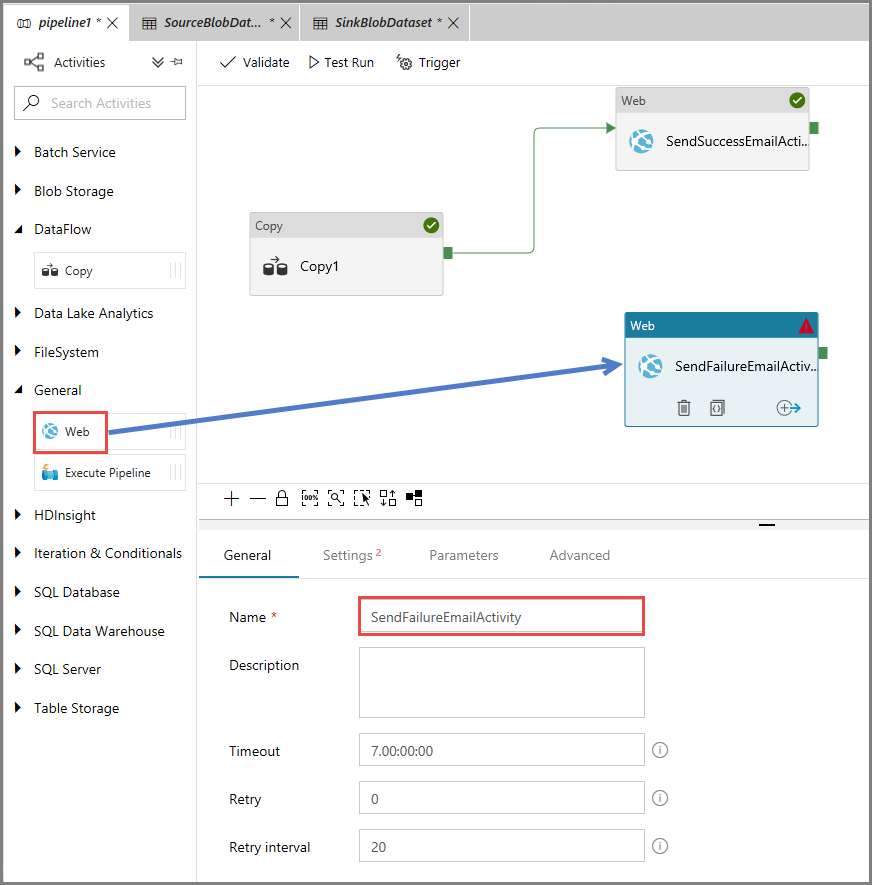 pipeline1 *
SourceBlobDat... *
SinkBlobDataset *
Activities
Search Activities
Batch Service
Blob Storage
DataFlow
Copy
Data Lake Analytics
FileSystem
General
Web
Execute Pipeline
HDInsight
Iteration & Conditionals
SQL Database
SQL Data Warehouse
SQL Server
Table Storage
Validate
Test Run
Trigger
Web
SendSuccessEmailActi...
Copy
Copy1
Web
SendFailureEmailActiv...
100%
General
Settings 2
Parameters
Advanced
Name *
SendFailureEmailActivity
Description
Timeout
7.00:00:00
Retry
0
Retry interval
20